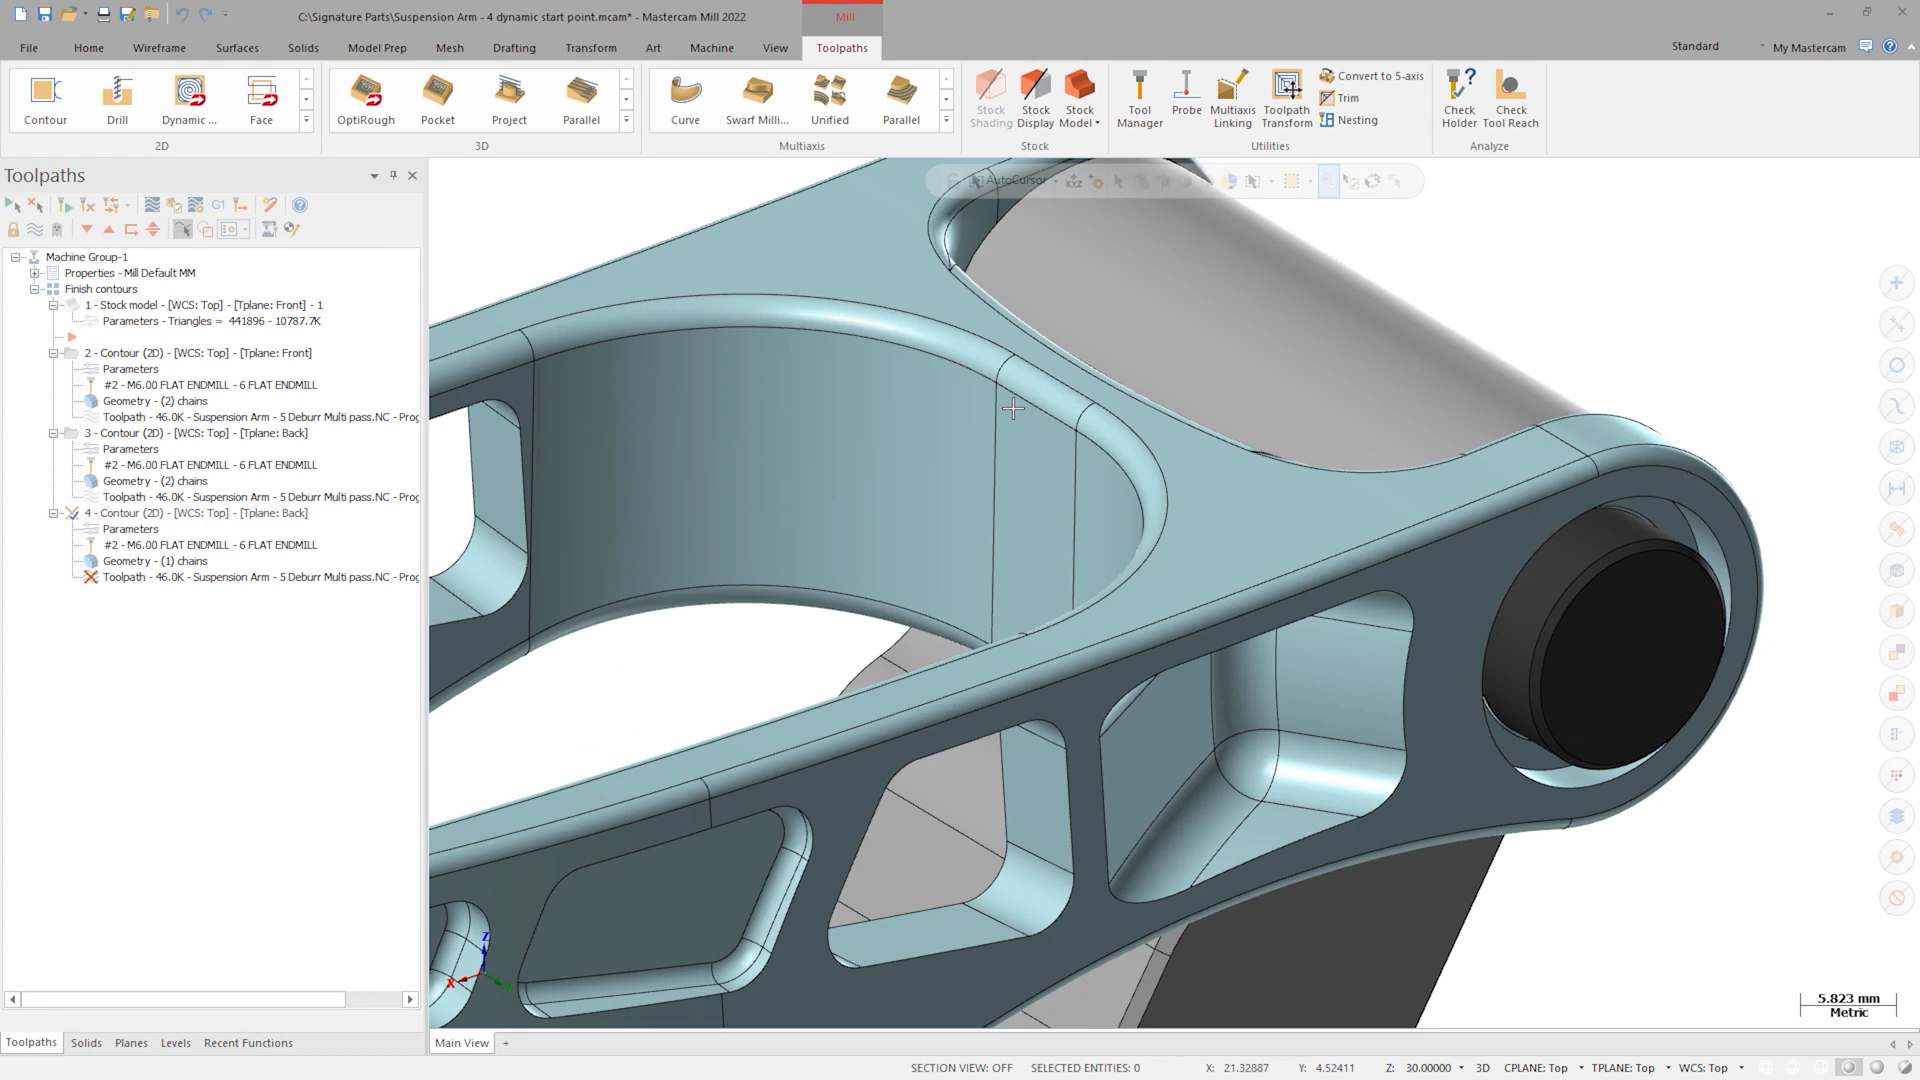 C:\Signature Parts\Suspension Arm - 4 dynamic start point.mcam* - Mastercam Mill 2022
Mill
File Home Wireframe Surfaces Solids Model Prep Mesh Drafting Transform Art Machine View Toolpaths
Standard My Mastercam
Contour Drill Dynamic ... Face
2D
OptiRough Pocket Project Parallel
3D
Curve Swarf Milli... Unified Parallel
Multiaxis
Stock Shading
Stock Display
Stock Model
Stock
Tool Manager
Probe
Multiaxis Linking
Toolpath Transform
Convert to 5-axis
Trim
Nesting
Utilities
Check Holder
Check Tool Reach
Analyze
Toolpaths
AutoCursor
G1
Machine Group-1
Properties - Mill Default MM
Finish contours
1 - Stock model - [WCS: Top] - [Tplane: Front] - 1
Parameters - Triangles = 441896 - 10787.7K
2 - Contour (2D) - [WCS: Top] - [Tplane: Front]
Parameters
#2 - M6.00 FLAT ENDMILL - 6 FLAT ENDMILL
Geometry - (2) chains
Toolpath - 46.0K - Suspension Arm - 5 Deburr Multi pass.NC - Prog
3 - Contour (2D) - [WCS: Top] - [Tplane: Back]
Parameters
#2 - M6.00 FLAT ENDMILL - 6 FLAT ENDMILL
Geometry - (2) chains
Toolpath - 46.0K - Suspension Arm - 5 Deburr Multi pass.NC - Prog
4 - Contour (2D) - [WCS: Top] - [Tplane: Back]
Parameters
#2 - M6.00 FLAT ENDMILL - 6 FLAT ENDMILL
Geometry - (1) chains
Toolpath - 46.0K - Suspension Arm - 5 Deburr Multi pass.NC - Prog
Z
X
5.823 mm
Metric
Toolpaths Solids Planes Levels Recent Functions
Main View +
SECTION VIEW: OFF SELECTED ENTITIES: 0 X: 21.32887 Y: 4.52411 Z: 30.00000 3D CPLANE: Top TPLANE: Top WCS: Top